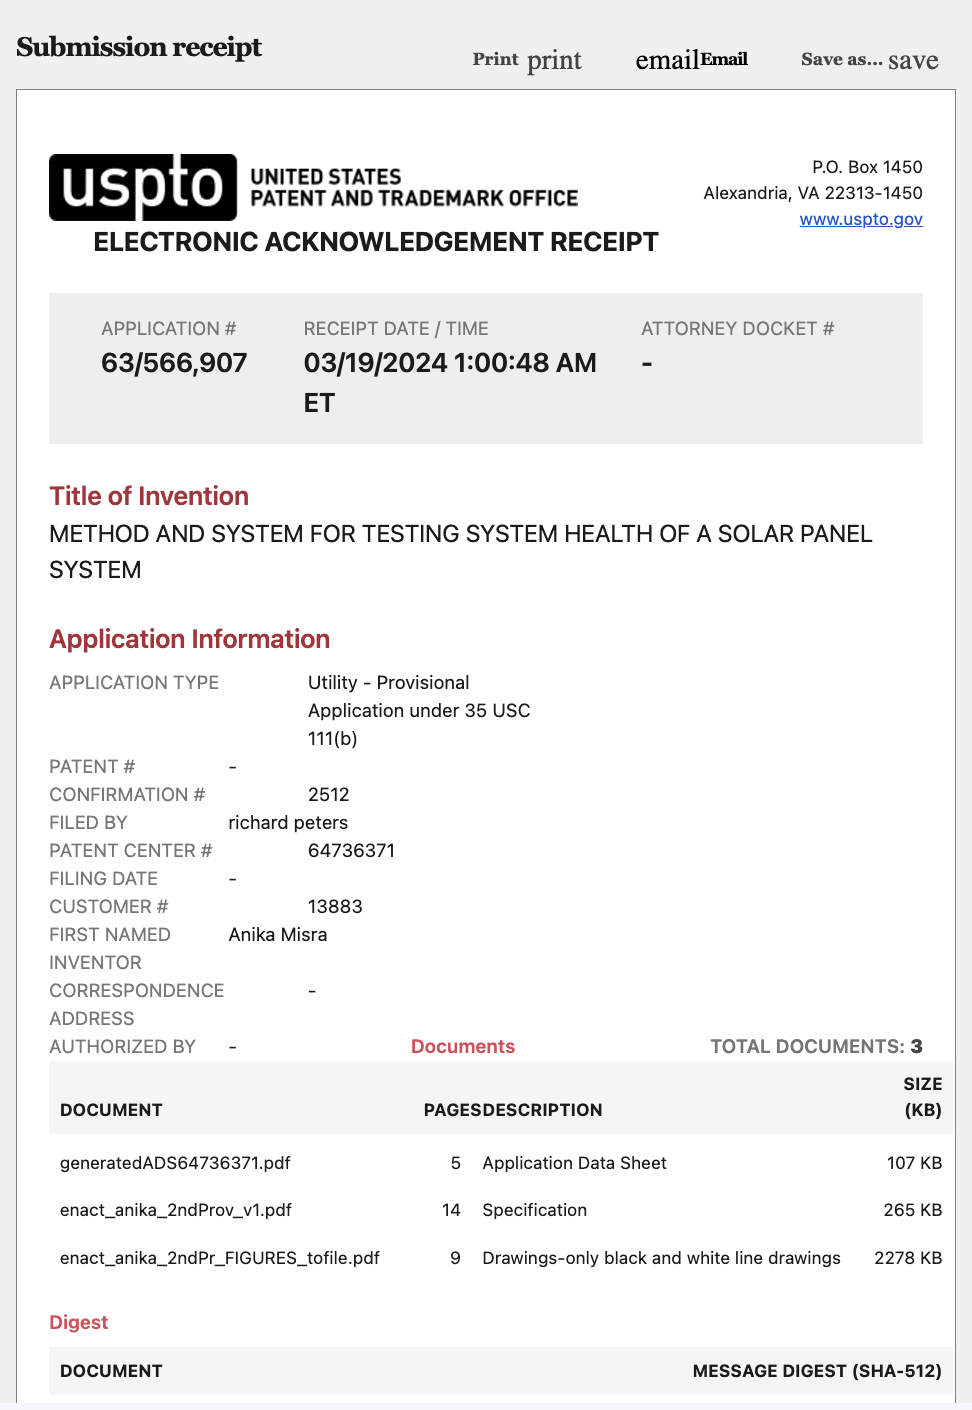 Submission receipt
Print print
emailEmail
Save as... save
uspto UNITED STATES
PATENT AND TRADEMARK OFFICE
P.O. Box 1450
Alexandria, VA 22313-1450
www.uspto.gov
ELECTRONIC ACKNOWLEDGEMENT RECEIPT
APPLICATION # RECEIPT DATE / TIME ATTORNEY DOCKET #
63/566,907 03/19/2024 1:00:48 AM -
ET
Title of Invention
METHOD AND SYSTEM FOR TESTING SYSTEM HEALTH OF A SOLAR PANEL
SYSTEM
Application Information
APPLICATION TYPE Utility - Provisional
Application under 35 USC
111(b)
PATENT # -
CONFIRMATION # 2512
FILED BY richard peters
PATENT CENTER # 64736371
FILING DATE -
CUSTOMER # 13883
FIRST NAMED Anika Misra
INVENTOR
CORRESPONDENCE -
ADDRESS
AUTHORIZED BY - Documents TOTAL DOCUMENTS: 3
DOCUMENT PAGESDESCRIPTION SIZE
(KB)
generatedADS64736371.pdf 5 Application Data Sheet 107 KB
enact_anika_2ndProv_v1.pdf 14 Specification 265 KB
enact_anika_2ndPr_FIGURES_tofile.pdf 9 Drawings-only black and white line drawings 2278 KB
Digest
DOCUMENT MESSAGE DIGEST (SHA-512)